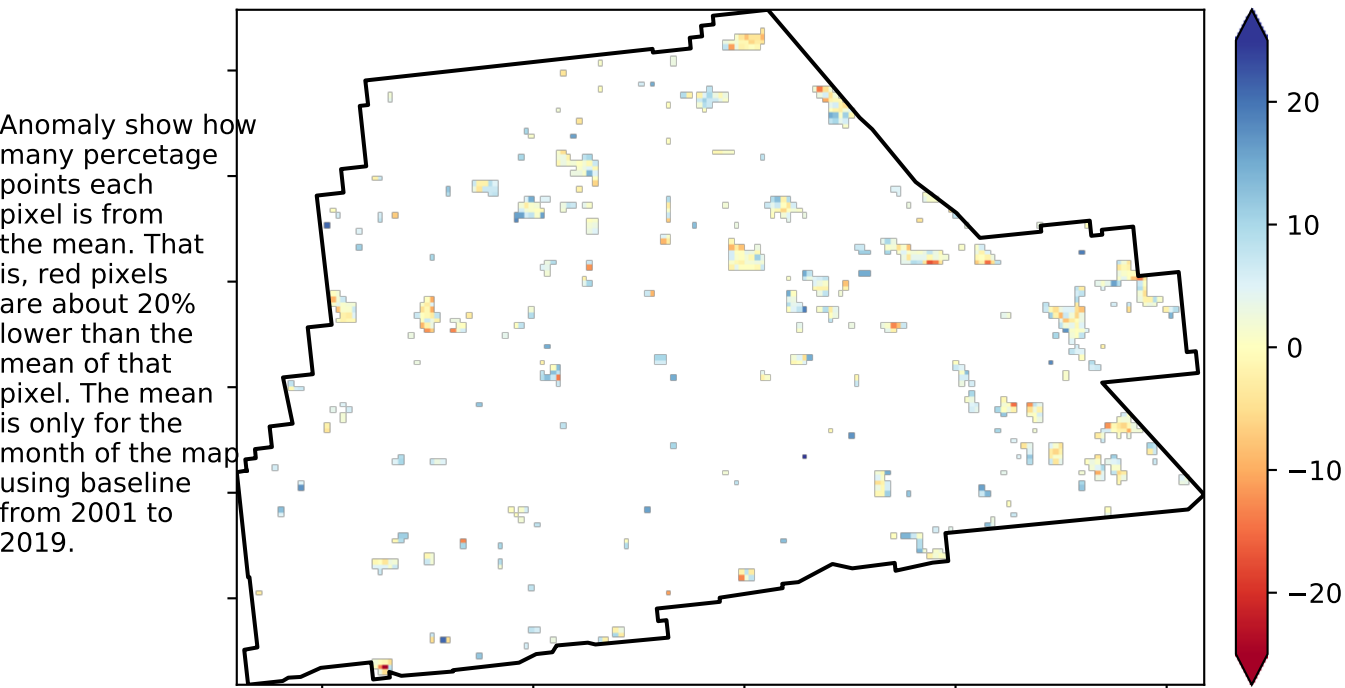 Anomaly show how
many percetage
points each
pixel is from
the mean. That
is, red pixels
are about 20%
lower than the
mean of that
pixel. The mean
is only for the
month of the map
using baseline
from 2001 to
2019.
20
10
0
−10
−20